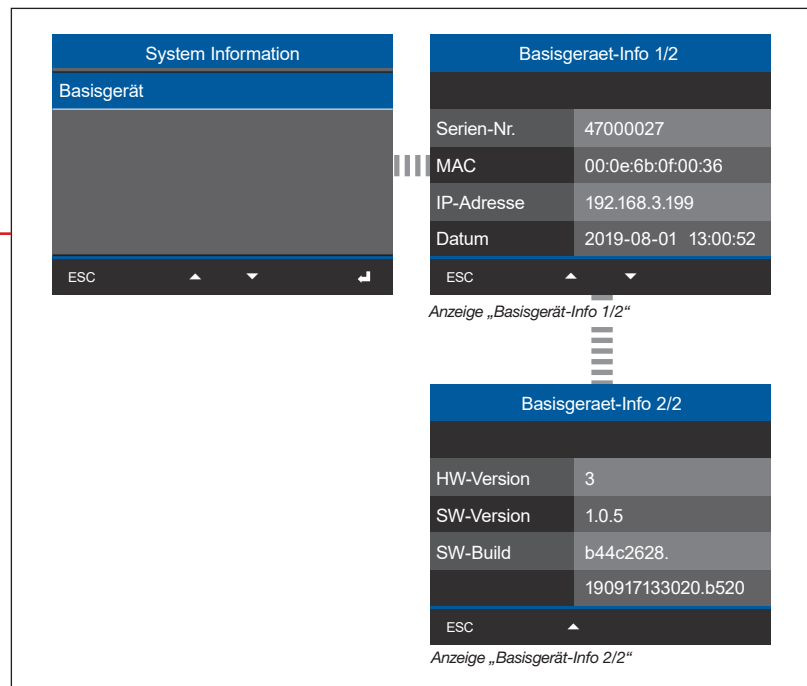 System Information
Basisgerät
ESC
Basisgeraet-Info 1/2
Serien-Nr. 47000027
MAC 00:0e:6b:0f:00:36
IP-Adresse 192.168.3.199
Datum 2019-08-01 13:00:52
ESC
Anzeige „Basisgerät-Info 1/2“
Basisgeraet-Info 2/2
HW-Version 3
SW-Version 1.0.5
SW-Build b44c2628.
190917133020.b520
ESC
Anzeige „Basisgerät-Info 2/2“